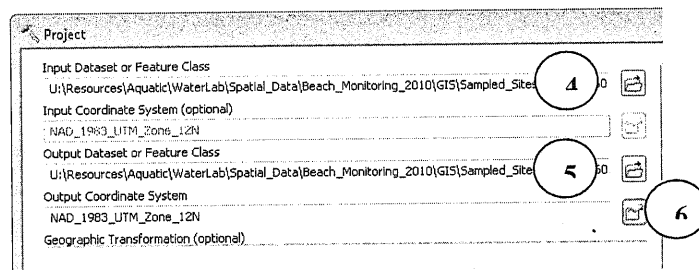 Project
Input Dataset or Feature Class
U:\Resources\Aquatic\WaterLab\Spatial_Data\Beach_Monitoring_2010\GIS\Sampled_Sites 4
Input Coordinate System (optional)
NAD_1983_UTM_Zone_12N
Output Dataset or Feature Class
U:\Resources\Aquatic\WaterLab\Spatial_Data\Beach_Monitoring_2010\GIS\Sampled_Site 5
Output Coordinate System
NAD_1983_UTM_Zone_12N 6
Geographic Transformation (optional)